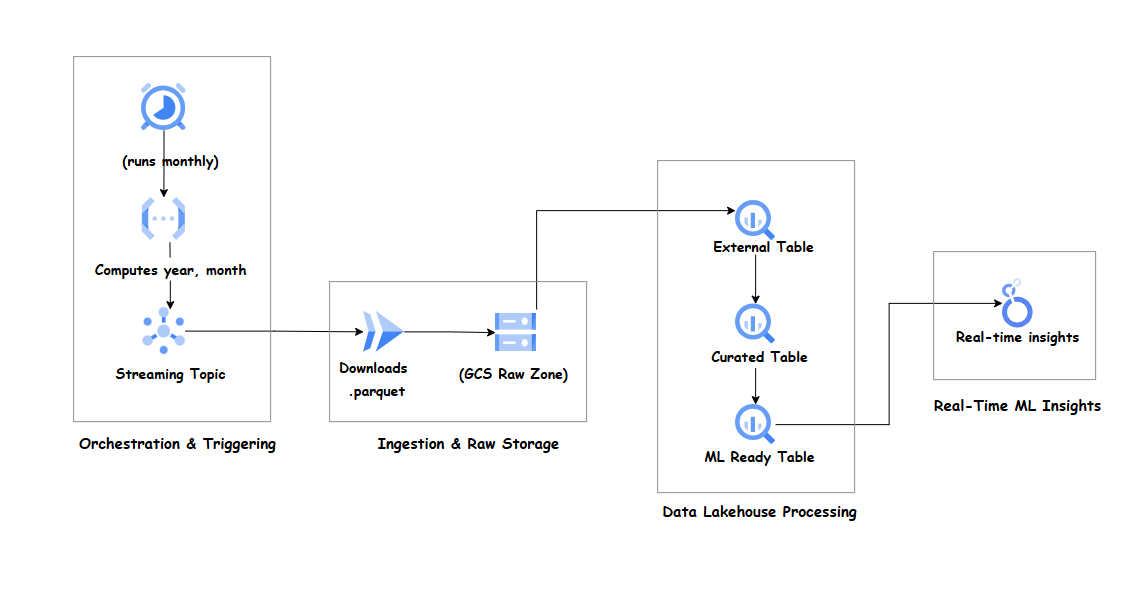 (runs monthly)
Computes year, month
Streaming Topic
Orchestration & Triggering
Downloads
.parquet
(GCS Raw Zone)
Ingestion & Raw Storage
External Table
Curated Table
ML Ready Table
Data Lakehouse Processing
Real-time insights
Real-Time ML Insights